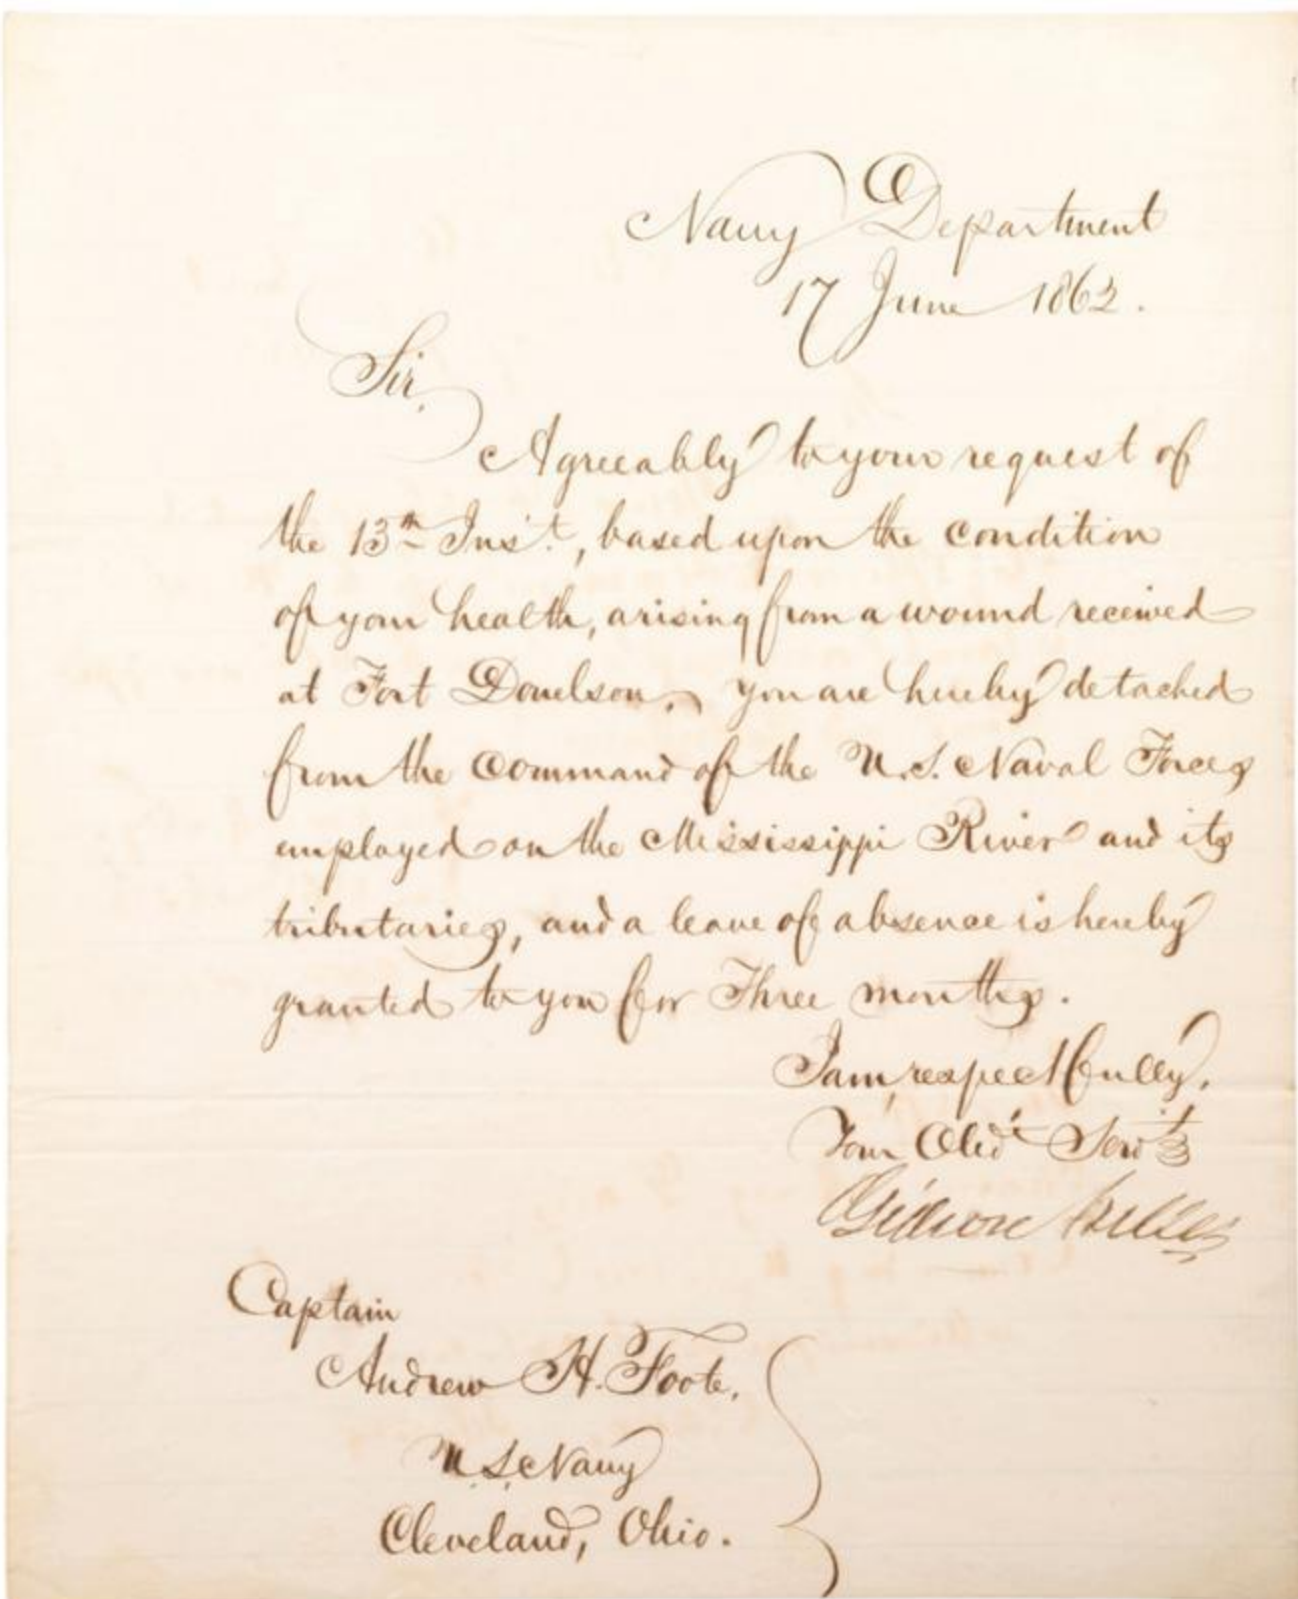 Navy Department
17 June 1862.
Sir,
Agreeably to your request of
the 13th Inst., based upon the condition
of your health, arising from a wound received
at Fort Donelson, you are hereby detached
from the command of the U.S. Naval Forces
employed on the Mississippi River and its
tributaries, and a leave of absence is hereby
granted to you for Three months.
I am, respectfully,
Your Obdt Servt
Gideon Welles
Captain
Andrew H. Foote,
U.S. Navy
Cleveland, Ohio.